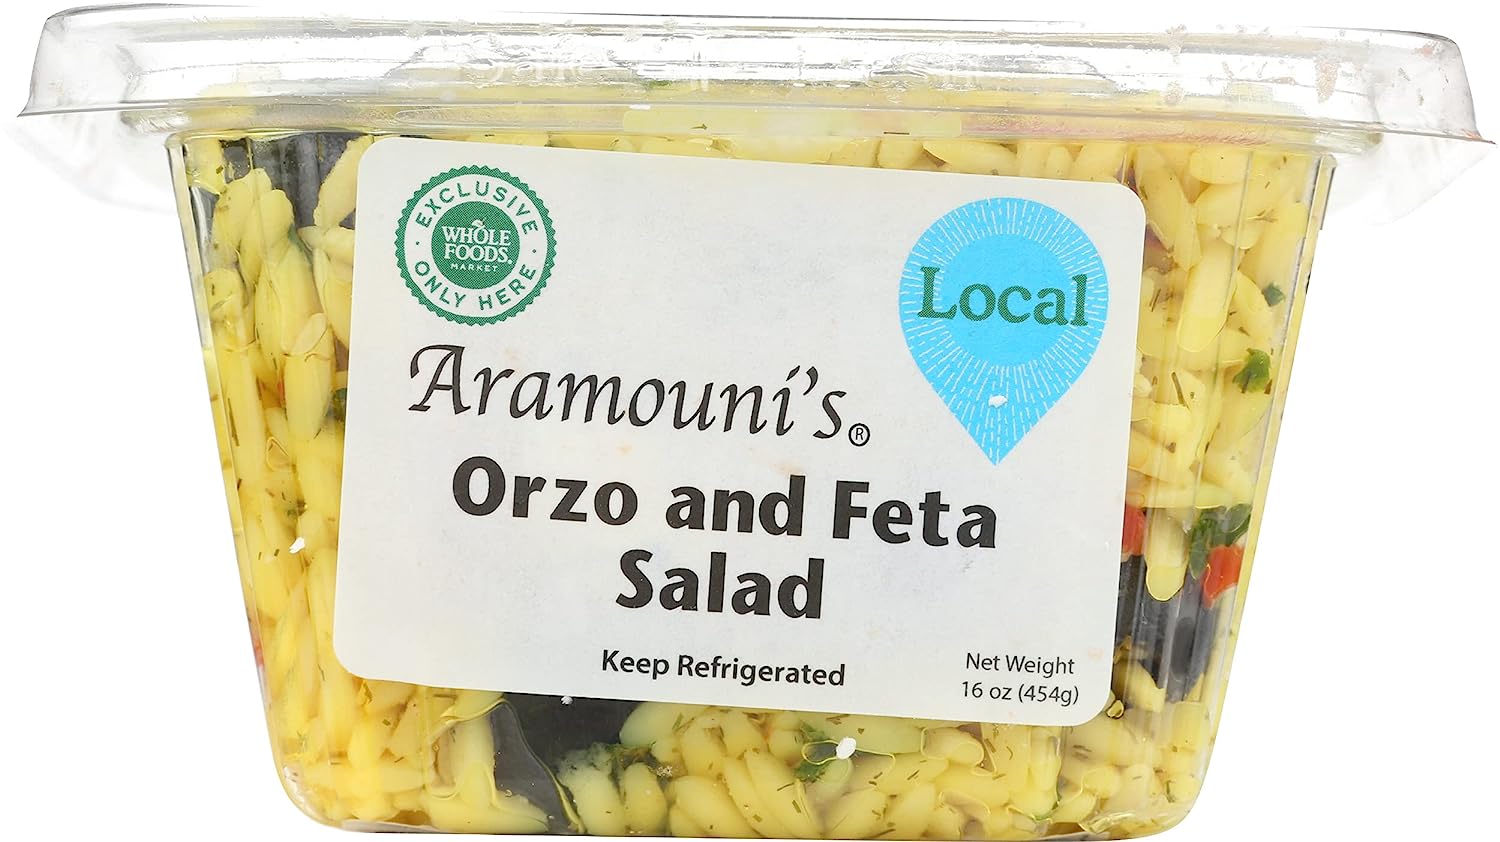 EXCLUSIVE
WHOLE
FOODS
MARKET
ONLY HERE
Local
Aramouni's®
Orzo and Feta
Salad
Keep Refrigerated
Net Weight
16 oz (454g)